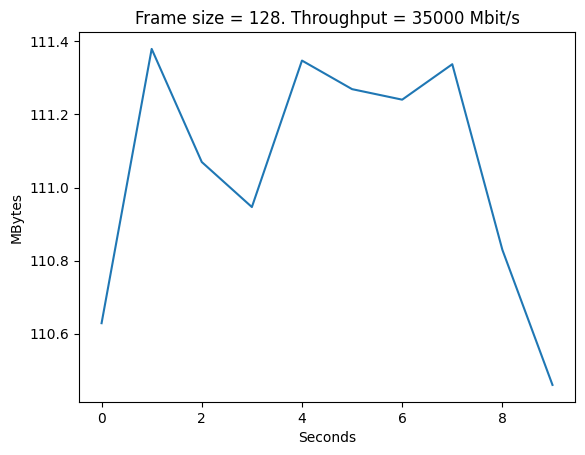 Frame size = 128. Throughput = 35000 Mbit/s
111.4
111.2
111.0
110.8
110.6
MBytes
0 2 4 6 8
Seconds